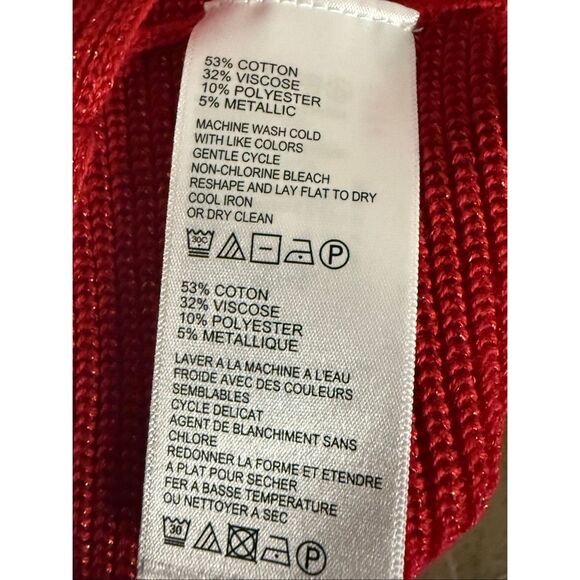 53% COTTON
32% VISCOSE
10% POLYESTER
5% METALLIC
MACHINE WASH COLD
WITH LIKE COLORS
GENTLE CYCLE
NON-CHLORINE BLEACH
RESHAPE AND LAY FLAT TO DRY
COOL IRON
OR DRY CLEAN
30C P
53% COTON
32% VISCOSE
10% POLYESTER
5% METALLIQUE
LAVER A LA MACHINE A L'EAU
FROIDE AVEC DES COULEURS
SEMBLABLES
CYCLE DELICAT
AGENT DE BLANCHIMENT SANS
CHLORE
REDONNER LA FORME ET ETENDRE
A PLAT POUR SECHER
FER A BASSE TEMPERATURE
OU NETTOYER A SEC
30 P